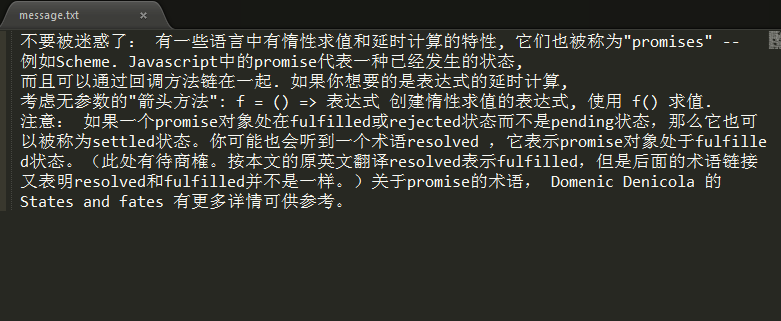 message.txt
不要被迷惑了： 有一些语言中有惰性求值和延时计算的特性, 它们也被称为"promises" --
例如Scheme. Javascript中的promise代表一种已经发生的状态,
而且可以通过回调方法链在一起. 如果你想要的是表达式的延时计算,
考虑无参数的"箭头方法": f = () => 表达式 创建惰性求值的表达式, 使用 f() 求值.
注意： 如果一个promise对象处在fulfilled或rejected状态而不是pending状态，那么它也可
以被称为settled状态。你可能也会听到一个术语resolved ，它表示promise对象处于fulfille
d状态。（此处有待商榷。按本文的原英文翻译resolved表示fulfilled，但是后面的术语链接
又表明resolved和fulfilled并不是一样。）关于promise的术语， Domenic Denicola 的
States and fates 有更多详情可供参考。